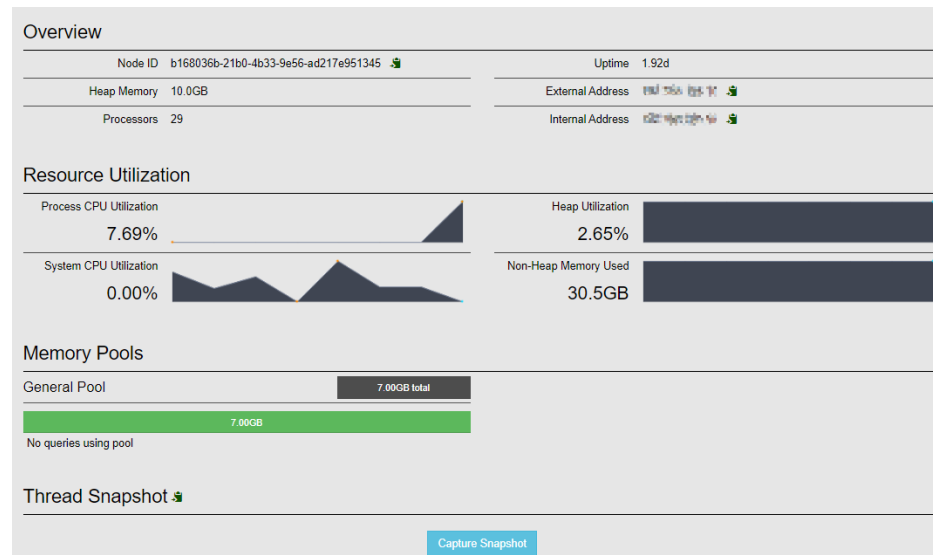 Overview
Node ID b168036b-21b0-4b33-9e56-ad217e951345
Uptime 1.92d
Heap Memory 10.0GB
External Address
Processors 29
Internal Address
Resource Utilization
Process CPU Utilization
7.69%
Heap Utilization
2.65%
System CPU Utilization
0.00%
Non-Heap Memory Used
30.5GB
Memory Pools
General Pool 7.00GB total
7.00GB
No queries using pool
Thread Snapshot
Capture Snapshot